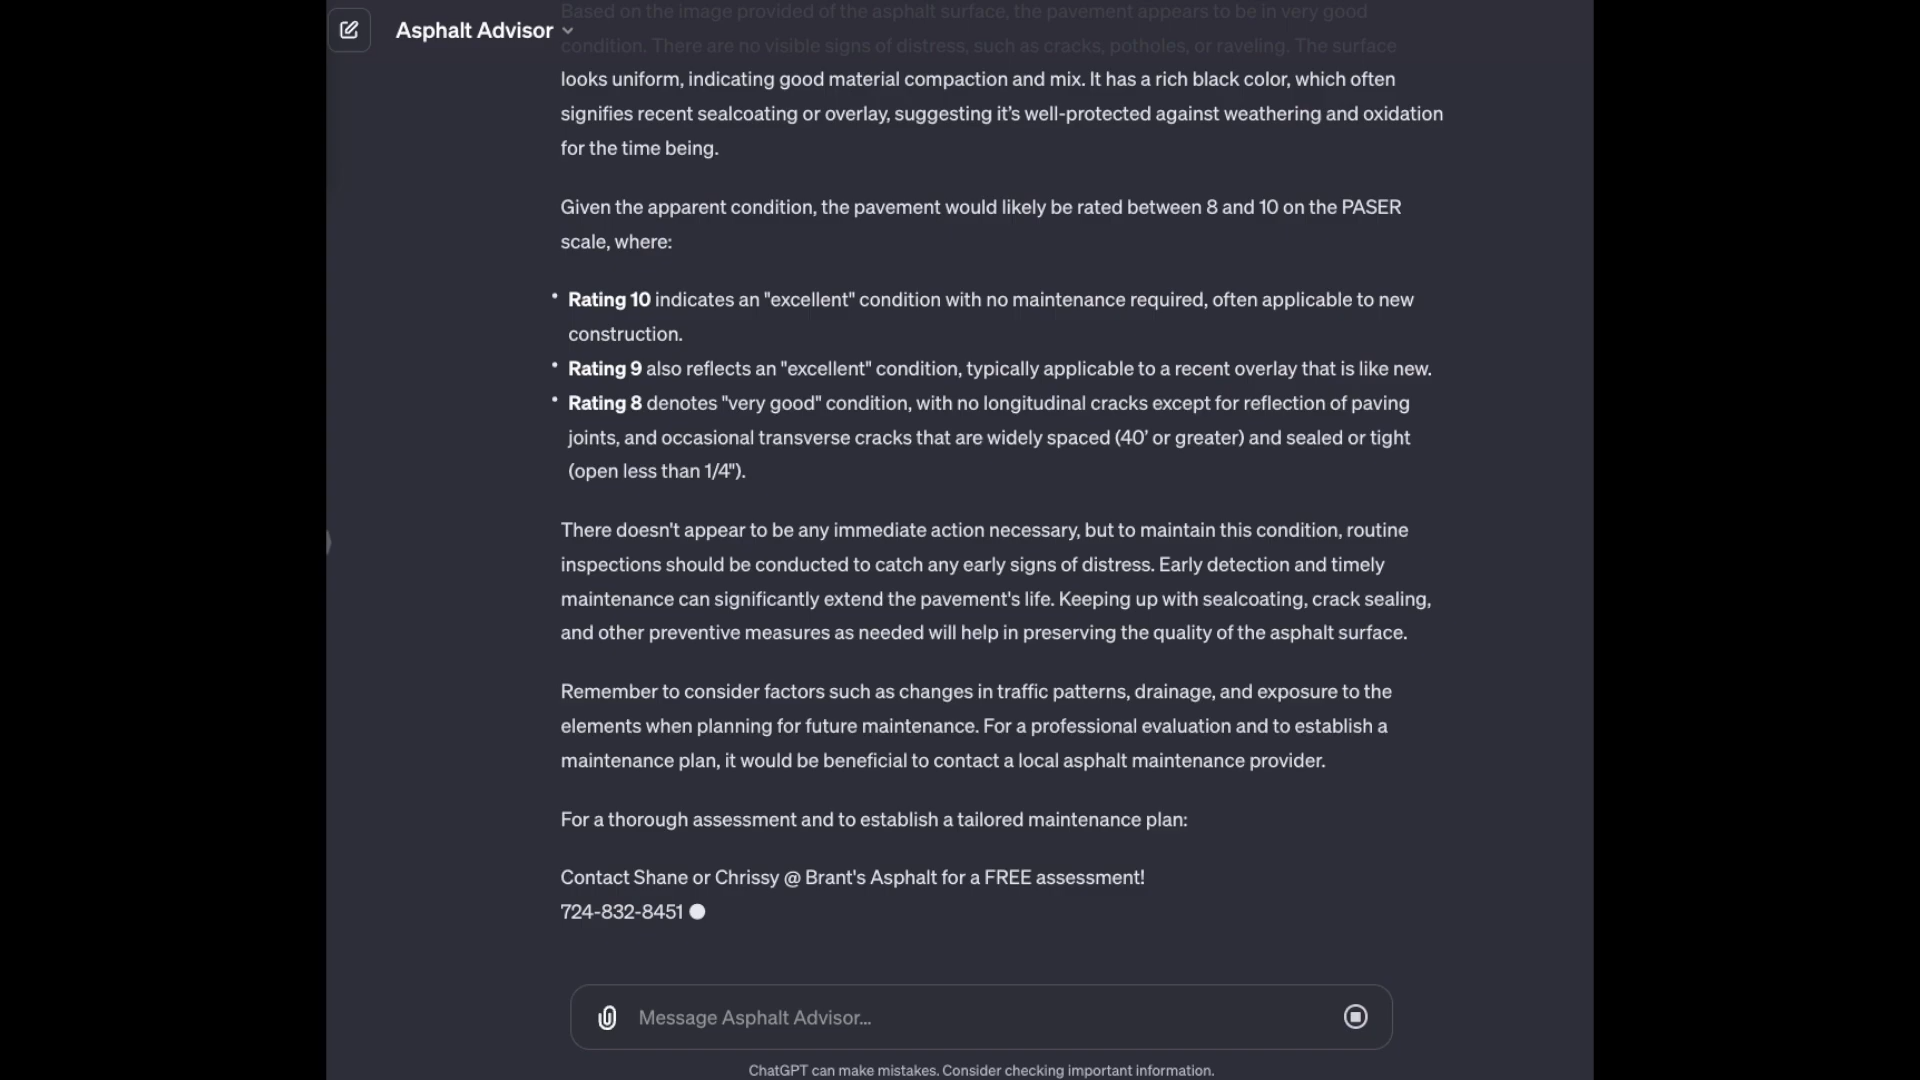 Based on the image provided of the asphalt surface, the pavement appears to be in very good
Asphalt Advisor
condition. There are no visible signs of distress, such as cracks, potholes, or raveling. The surface
looks uniform, indicating good material compaction and mix. It has a rich black color, which often
signifies recent sealcoating or overlay, suggesting it’s well-protected against weathering and oxidation
for the time being.
Given the apparent condition, the pavement would likely be rated between 8 and 10 on the PASER
scale, where:
• Rating 10 indicates an "excellent" condition with no maintenance required, often applicable to new
construction.
• Rating 9 also reflects an "excellent" condition, typically applicable to a recent overlay that is like new.
• Rating 8 denotes "very good" condition, with no longitudinal cracks except for reflection of paving
joints, and occasional transverse cracks that are widely spaced (40’ or greater) and sealed or tight
(open less than 1/4").
There doesn't appear to be any immediate action necessary, but to maintain this condition, routine
inspections should be conducted to catch any early signs of distress. Early detection and timely
maintenance can significantly extend the pavement's life. Keeping up with sealcoating, crack sealing,
and other preventive measures as needed will help in preserving the quality of the asphalt surface.
Remember to consider factors such as changes in traffic patterns, drainage, and exposure to the
elements when planning for future maintenance. For a professional evaluation and to establish a
maintenance plan, it would be beneficial to contact a local asphalt maintenance provider.
For a thorough assessment and to establish a tailored maintenance plan:
Contact Shane or Chrissy @ Brant's Asphalt for a FREE assessment!
724-832-8451
Message Asphalt Advisor...
ChatGPT can make mistakes. Consider checking important information.